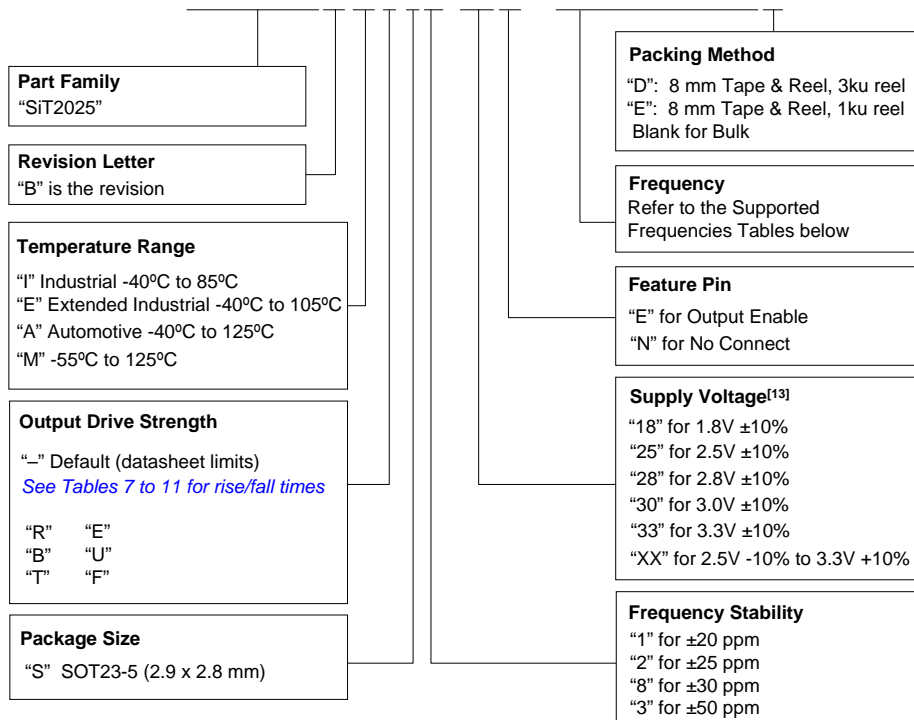 Part Family
“SiT2025”
Revision Letter
“B” is the revision
Temperature Range
“I” Industrial -40ºC to 85ºC
“E” Extended Industrial -40ºC to 105ºC
“A” Automotive -40ºC to 125ºC
“M” -55ºC to 125ºC
Output Drive Strength
“–” Default (datasheet limits)
See Tables 7 to 11 for rise/fall times
“R” “E”
“B” “U”
“T” “F”
Package Size
“S” SOT23-5 (2.9 x 2.8 mm)
Packing Method
“D”: 8 mm Tape & Reel, 3ku reel
“E”: 8 mm Tape & Reel, 1ku reel
Blank for Bulk
Frequency
Refer to the Supported
Frequencies Tables below
Feature Pin
“E” for Output Enable
“N” for No Connect
Supply Voltage[13]
“18” for 1.8V ±10%
“25” for 2.5V ±10%
“28” for 2.8V ±10%
“30” for 3.0V ±10%
“33” for 3.3V ±10%
“XX” for 2.5V -10% to 3.3V +10%
Frequency Stability
“1” for ±20 ppm
“2” for ±25 ppm
“8” for ±30 ppm
“3” for ±50 ppm